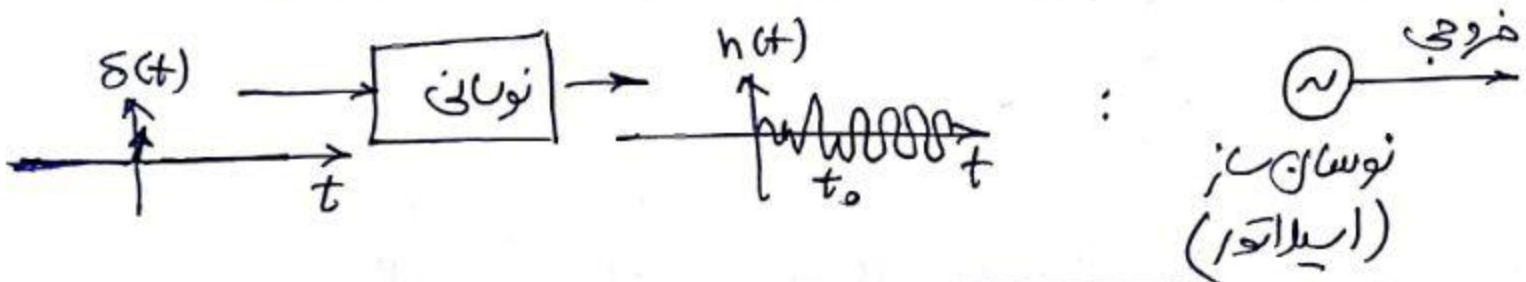 δ(t)
t
نوسانی
h(t)
t₀
t
:
~
خروجی
نوسان ساز
(اسیلاتور)